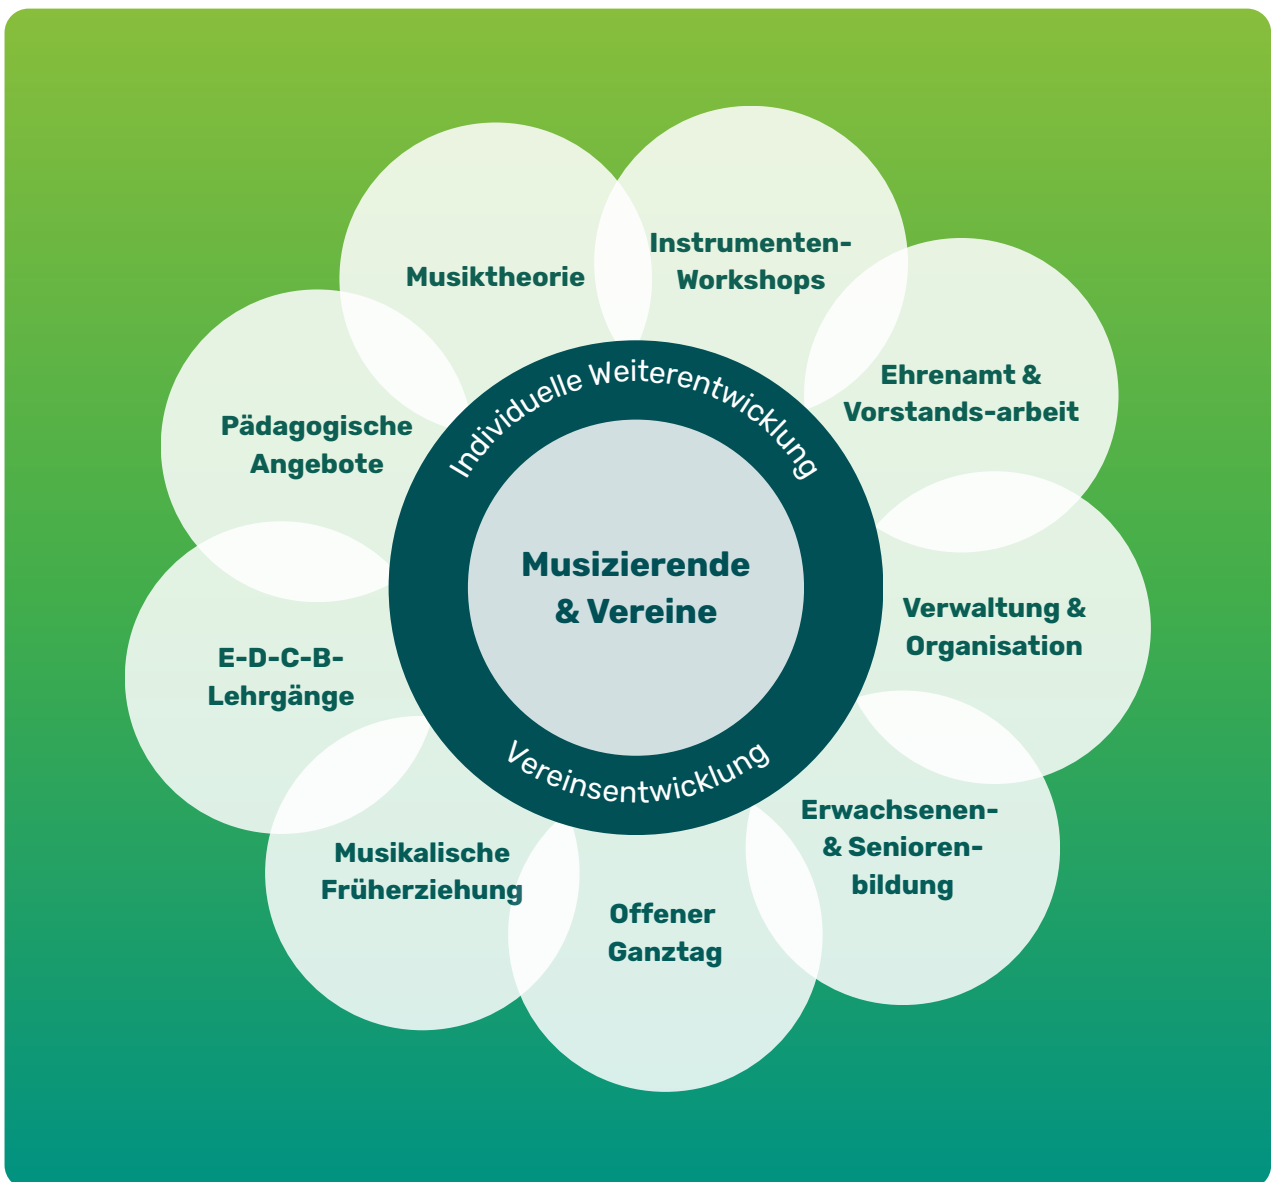 Instrumenten-
Workshops
Musiktheorie
Ehrenamt &
Vorstands-arbeit
Pädagogische
Angebote
Individuelle Weiterentwicklung
Musizierende
& Vereine
Vereinsentwicklung
Verwaltung &
Organisation
E-D-C-B-
Lehrgänge
Erwachsenen-
& Senioren-
bildung
Musikalische
Früherziehung
Offener
Ganztag